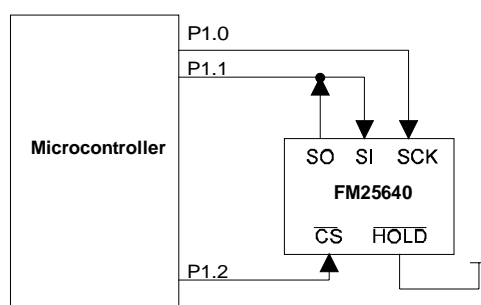 P1.0
P1.1
Microcontroller
SO SI SCK
FM25640
CS HOLD
P1.2